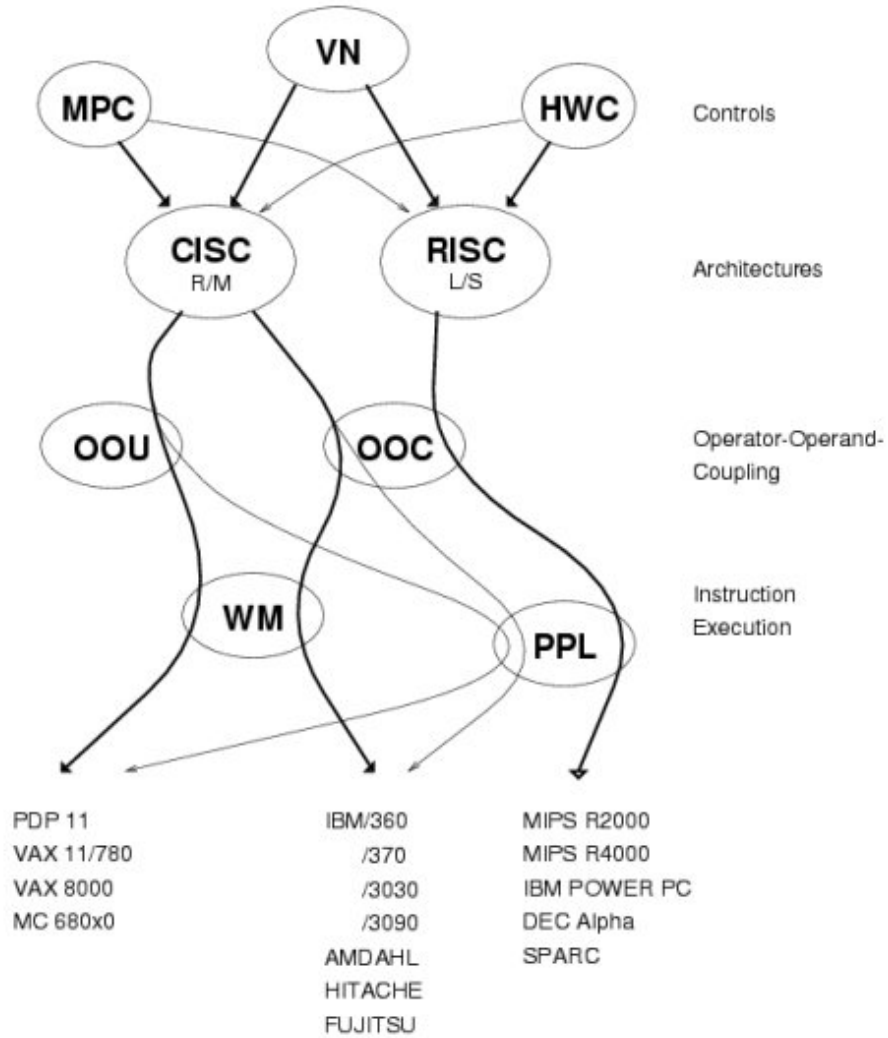 VN
MPC
HWC
Controls
CISC
R/M
RISC
L/S
Architectures
OOU
OOC
Operator-Operand-
Coupling
WM
PPL
Instruction
Execution
PDP 11
VAX 11/780
VAX 8000
MC 680x0
IBM/360
/370
/3030
/3090
AMDAHL
HITACHE
FUJITSU
MIPS R2000
MIPS R4000
IBM POWER PC
DEC Alpha
SPARC